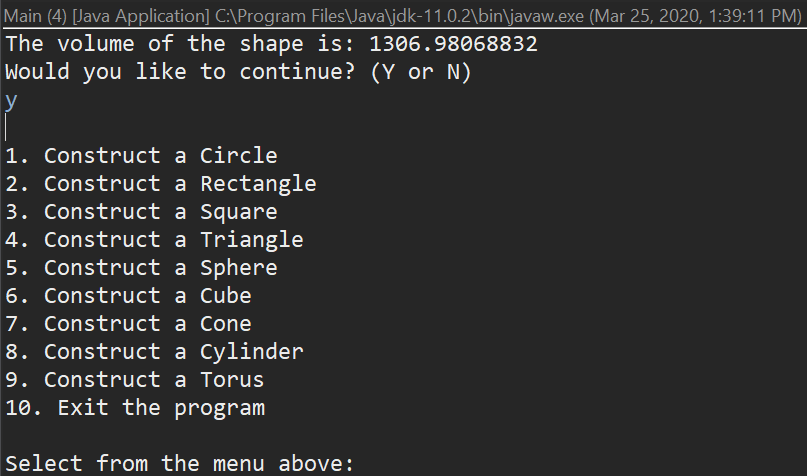 Main (4) [Java Application] C:\Program Files\Java\jdk-11.0.2\bin\javaw.exe (Mar 25, 2020, 1:39:11 PM)
The volume of the shape is: 1306.98068832
Would you like to continue? (Y or N)
y
1. Construct a Circle
2. Construct a Rectangle
3. Construct a Square
4. Construct a Triangle
5. Construct a Sphere
6. Construct a Cube
7. Construct a Cone
8. Construct a Cylinder
9. Construct a Torus
10. Exit the program
Select from the menu above: